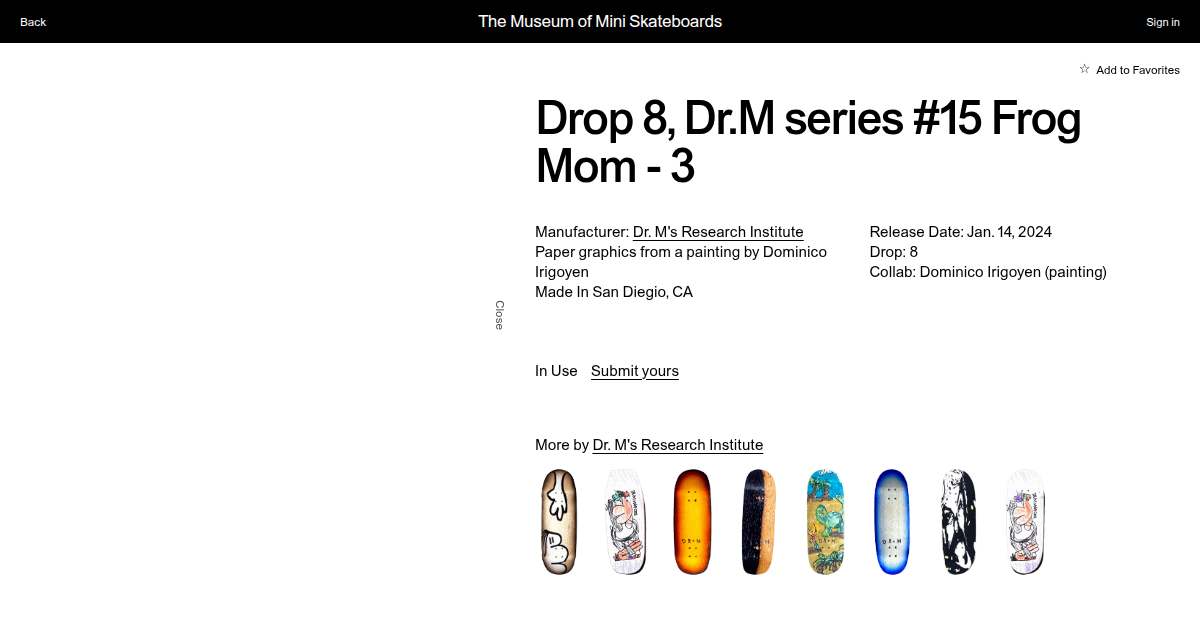 Back
The Museum of Mini Skateboards
Sign in
☆ Add to Favorites
Drop 8, Dr.M series #15 Frog
Mom - 3
Manufacturer: Dr. M's Research Institute
Paper graphics from a painting by Dominico
Irigoyen
Made In San Diegio, CA
Release Date: Jan. 14, 2024
Drop: 8
Collab: Dominico Irigoyen (painting)
Close
In Use Submit yours
More by Dr. M's Research Institute